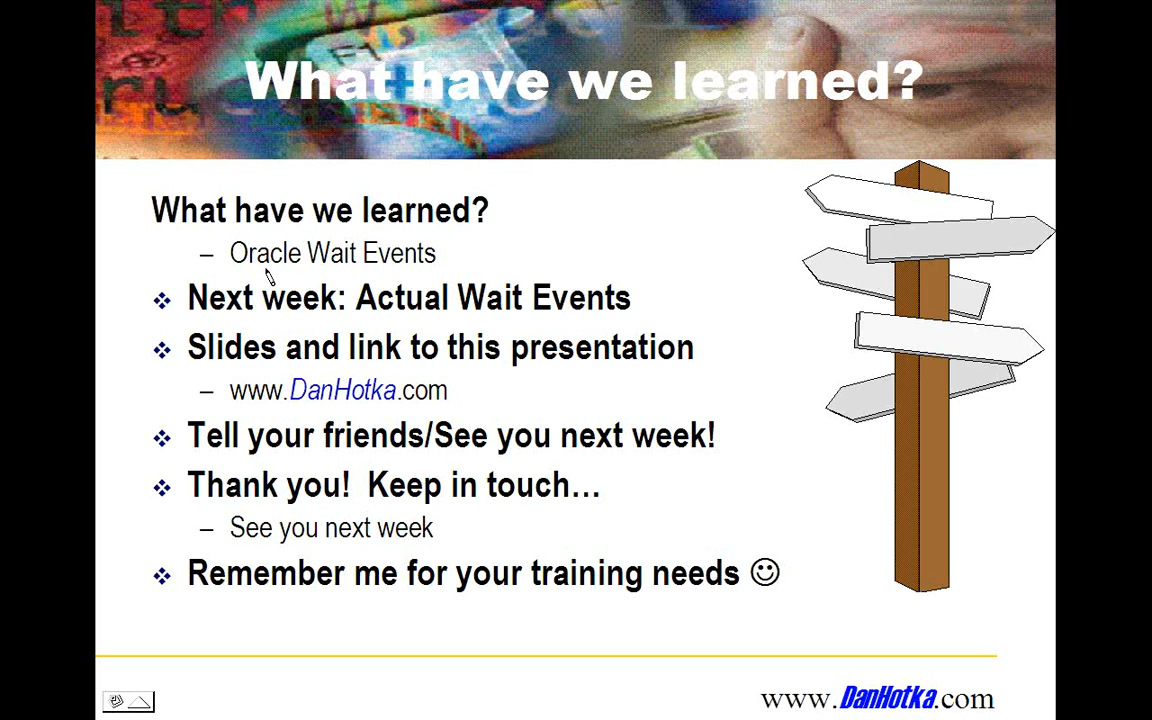 What have we learned?
What have we learned?
– Oracle Wait Events
❖ Next week: Actual Wait Events
❖ Slides and link to this presentation
– www.DanHotka.com
❖ Tell your friends/See you next week!
❖ Thank you! Keep in touch…
– See you next week
❖ Remember me for your training needs ☺
www.DanHotka.com